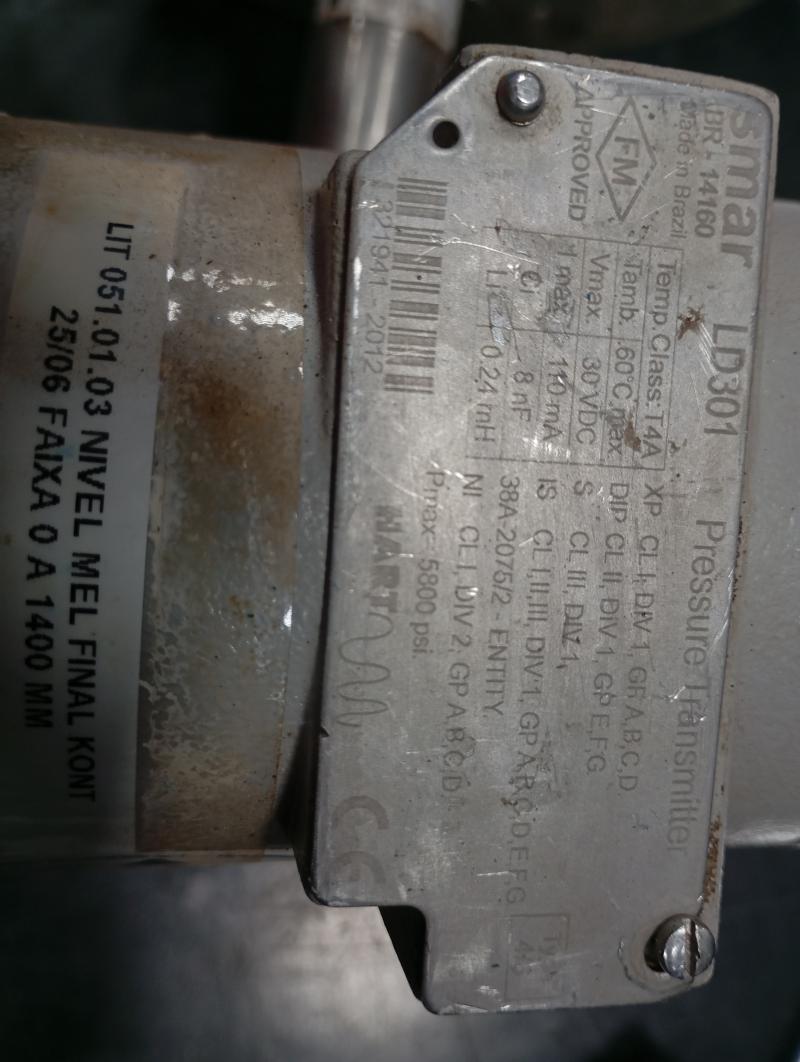 smar LD301 Pressure Transmitter
BR - 14160
Made in Brazil
FM
APPROVED
Temp.Class: T4A
Tamb. 60°C max
Vmax. 30 VDC
I max 110 mA
Ci 8 nF
0.24 mH
XP CL I, DIV 1, GP A,B,C,D
DIP CL II, DIV 1, GP E,F,G
S CL III, DIV 1,
IS CL I,II,III, DIV 1, GP A,B,C,D,E,F,G
38A-2075/2 - ENTITY.
NI CL I, DIV 2, GP A,B,C,D
Pmax- 5800 psi.
941 - 2012
HART
CE
LIT 051.01.03 NIVEL MEL FINAL KONT
25/06 FAIXA 0 A 1400 MM